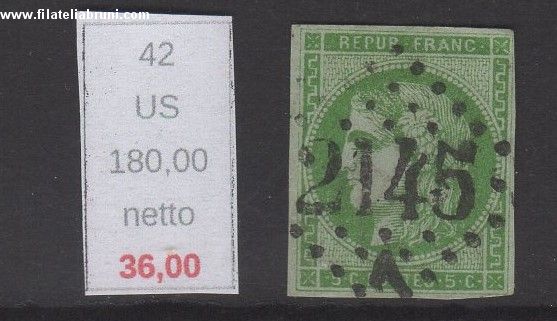 www.filateliabruni.com
42
US
180,00
netto
36,00
REPUB. FRANC.
2145
5.C. 5.C.